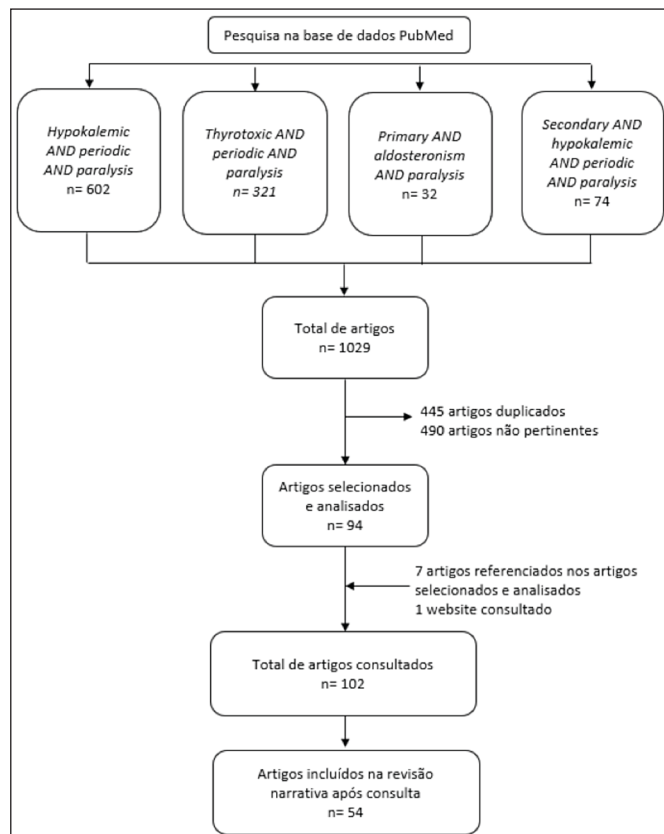 Pesquisa na base de dados PubMed
Hypokalemic
AND periodic
AND paralysis
n= 602
Thyrotoxic AND
periodic AND
paralysis
n= 321
Primary AND
aldosteronism
AND paralysis
n= 32
Secondary AND
hypokalemic
AND periodic
AND paralysis
n= 74
Total de artigos
n= 1029
445 artigos duplicados
490 artigos não pertinentes
Artigos selecionados
e analisados
n= 94
7 artigos referenciados nos artigos
selecionados e analisados
1 website consultado
Total de artigos consultados
n= 102
Artigos incluídos na revisão
narrativa após consulta
n= 54